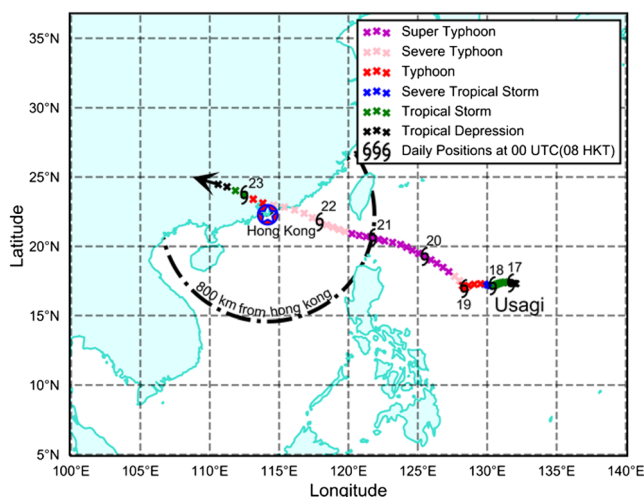 Super Typhoon
Severe Typhoon
Typhoon
Severe Tropical Storm
Tropical Storm
Tropical Depression
Daily Positions at 00 UTC(08 HKT)
35°N
30°N
25°N
20°N
15°N
10°N
5°N
Latitude
23
22
21
20
19
18
17
Hong Kong
Usagi
800 km from hong kong
100°E
105°E
110°E
115°E
120°E
125°E
130°E
135°E
140°E
Longitude